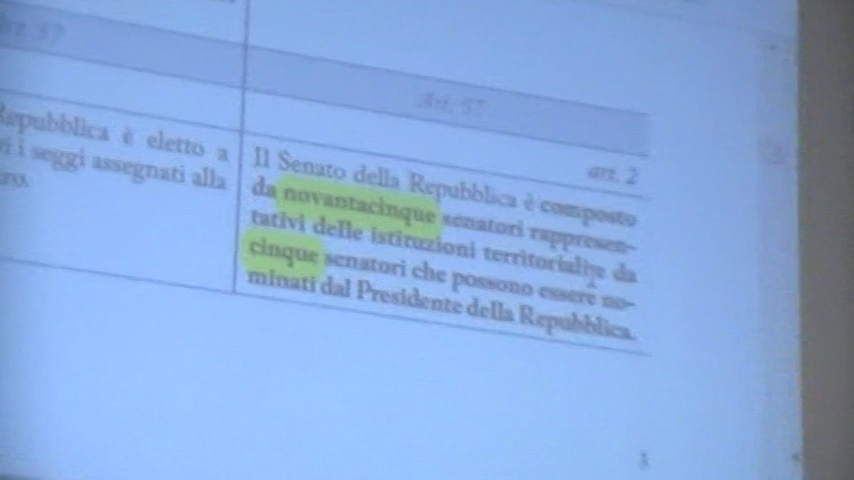 Art. 57
Art. 57
art. 2
Repubblica è eletto a
i seggi assegnati alla
Il Senato della Repubblica è composto
da novantacinque senatori rappresen-
tativi delle istituzioni territoriali e da
cinque senatori che possono essere no-
minati dal Presidente della Repubblica.